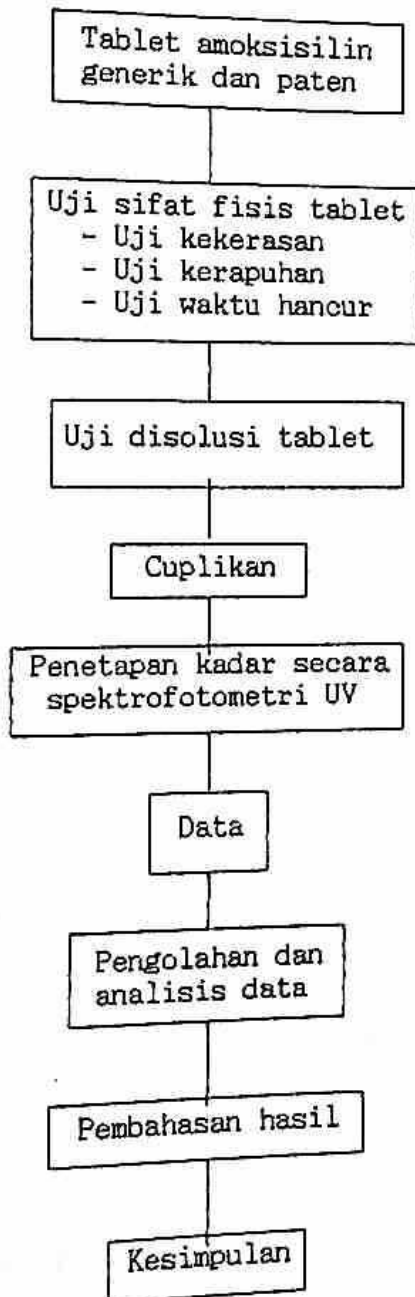 Tablet amoksisilin
generik dan paten
Uji sifat fisis tablet
- Uji kekerasan
- Uji kerapuhan
- Uji waktu hancur
Uji disolusi tablet
Cuplikan
Penetapan kadar secara
spektrofotometri UV
Data
Pengolahan dan
analisis data
Pembahasan hasil
Kesimpulan